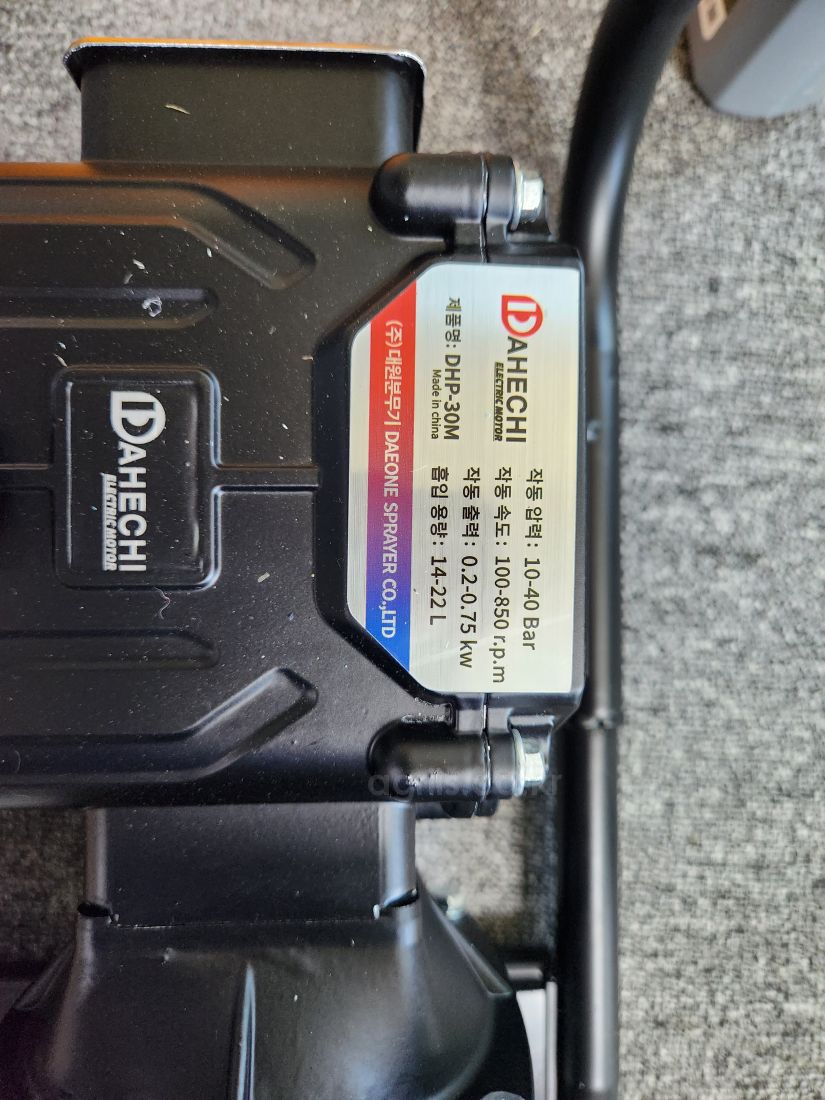 DAHECHI
ELECTRIC MOTOR
제품명: DHP-30M
Made in china
작동 압력: 10-40 Bar
작동 속도: 100-850 r.p.m
작동 출력: 0.2-0.75 kw
흡입 용량: 14-22 L
(주)대원분무기 DAEONE SPRAYER CO.,LTD
DAHECHI
ELECTRIC MOTOR